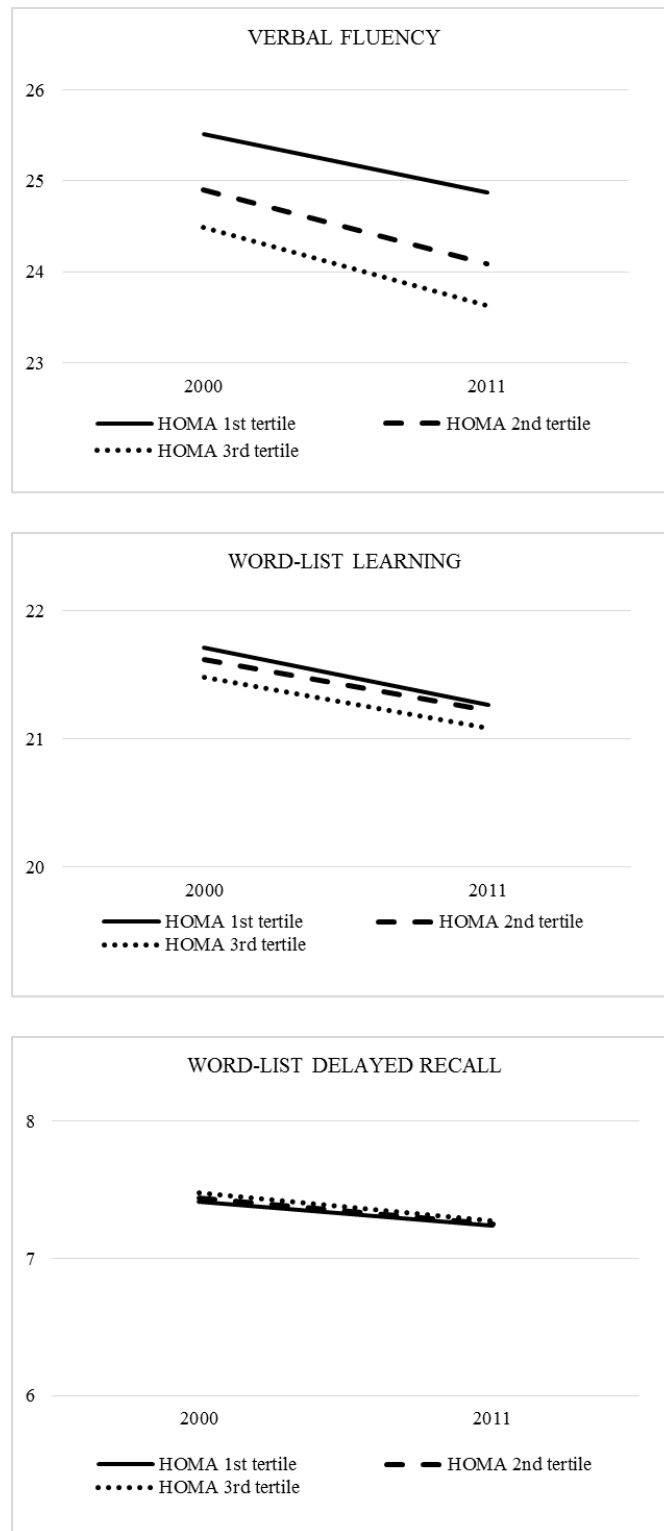 VERBAL FLUENCY
26
25
24
23
2000 2011
HOMA 1st tertile HOMA 2nd tertile
HOMA 3rd tertile
WORD-LIST LEARNING
22
21
20
2000 2011
HOMA 1st tertile HOMA 2nd tertile
HOMA 3rd tertile
WORD-LIST DELAYED RECALL
8
7
6
2000 2011
HOMA 1st tertile HOMA 2nd tertile
HOMA 3rd tertile